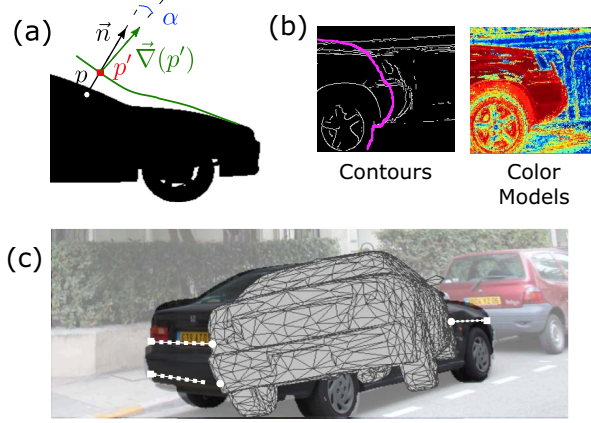 (a)
α
n⃗
∇⃗(p′)
p′
p
(b)
Contours
Color
Models
(c)